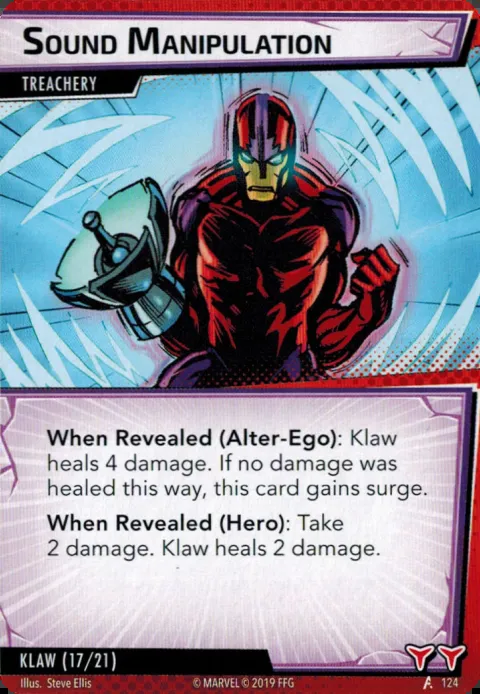 Sound Manipulation
TREACHERY
When Revealed (Alter-Ego): Klaw
heals 4 damage. If no damage was
healed this way, this card gains surge.
When Revealed (Hero): Take
2 damage. Klaw heals 2 damage.
KLAW (17/21)
Illus. Steve Ellis
© MARVEL © 2019 FFG
124